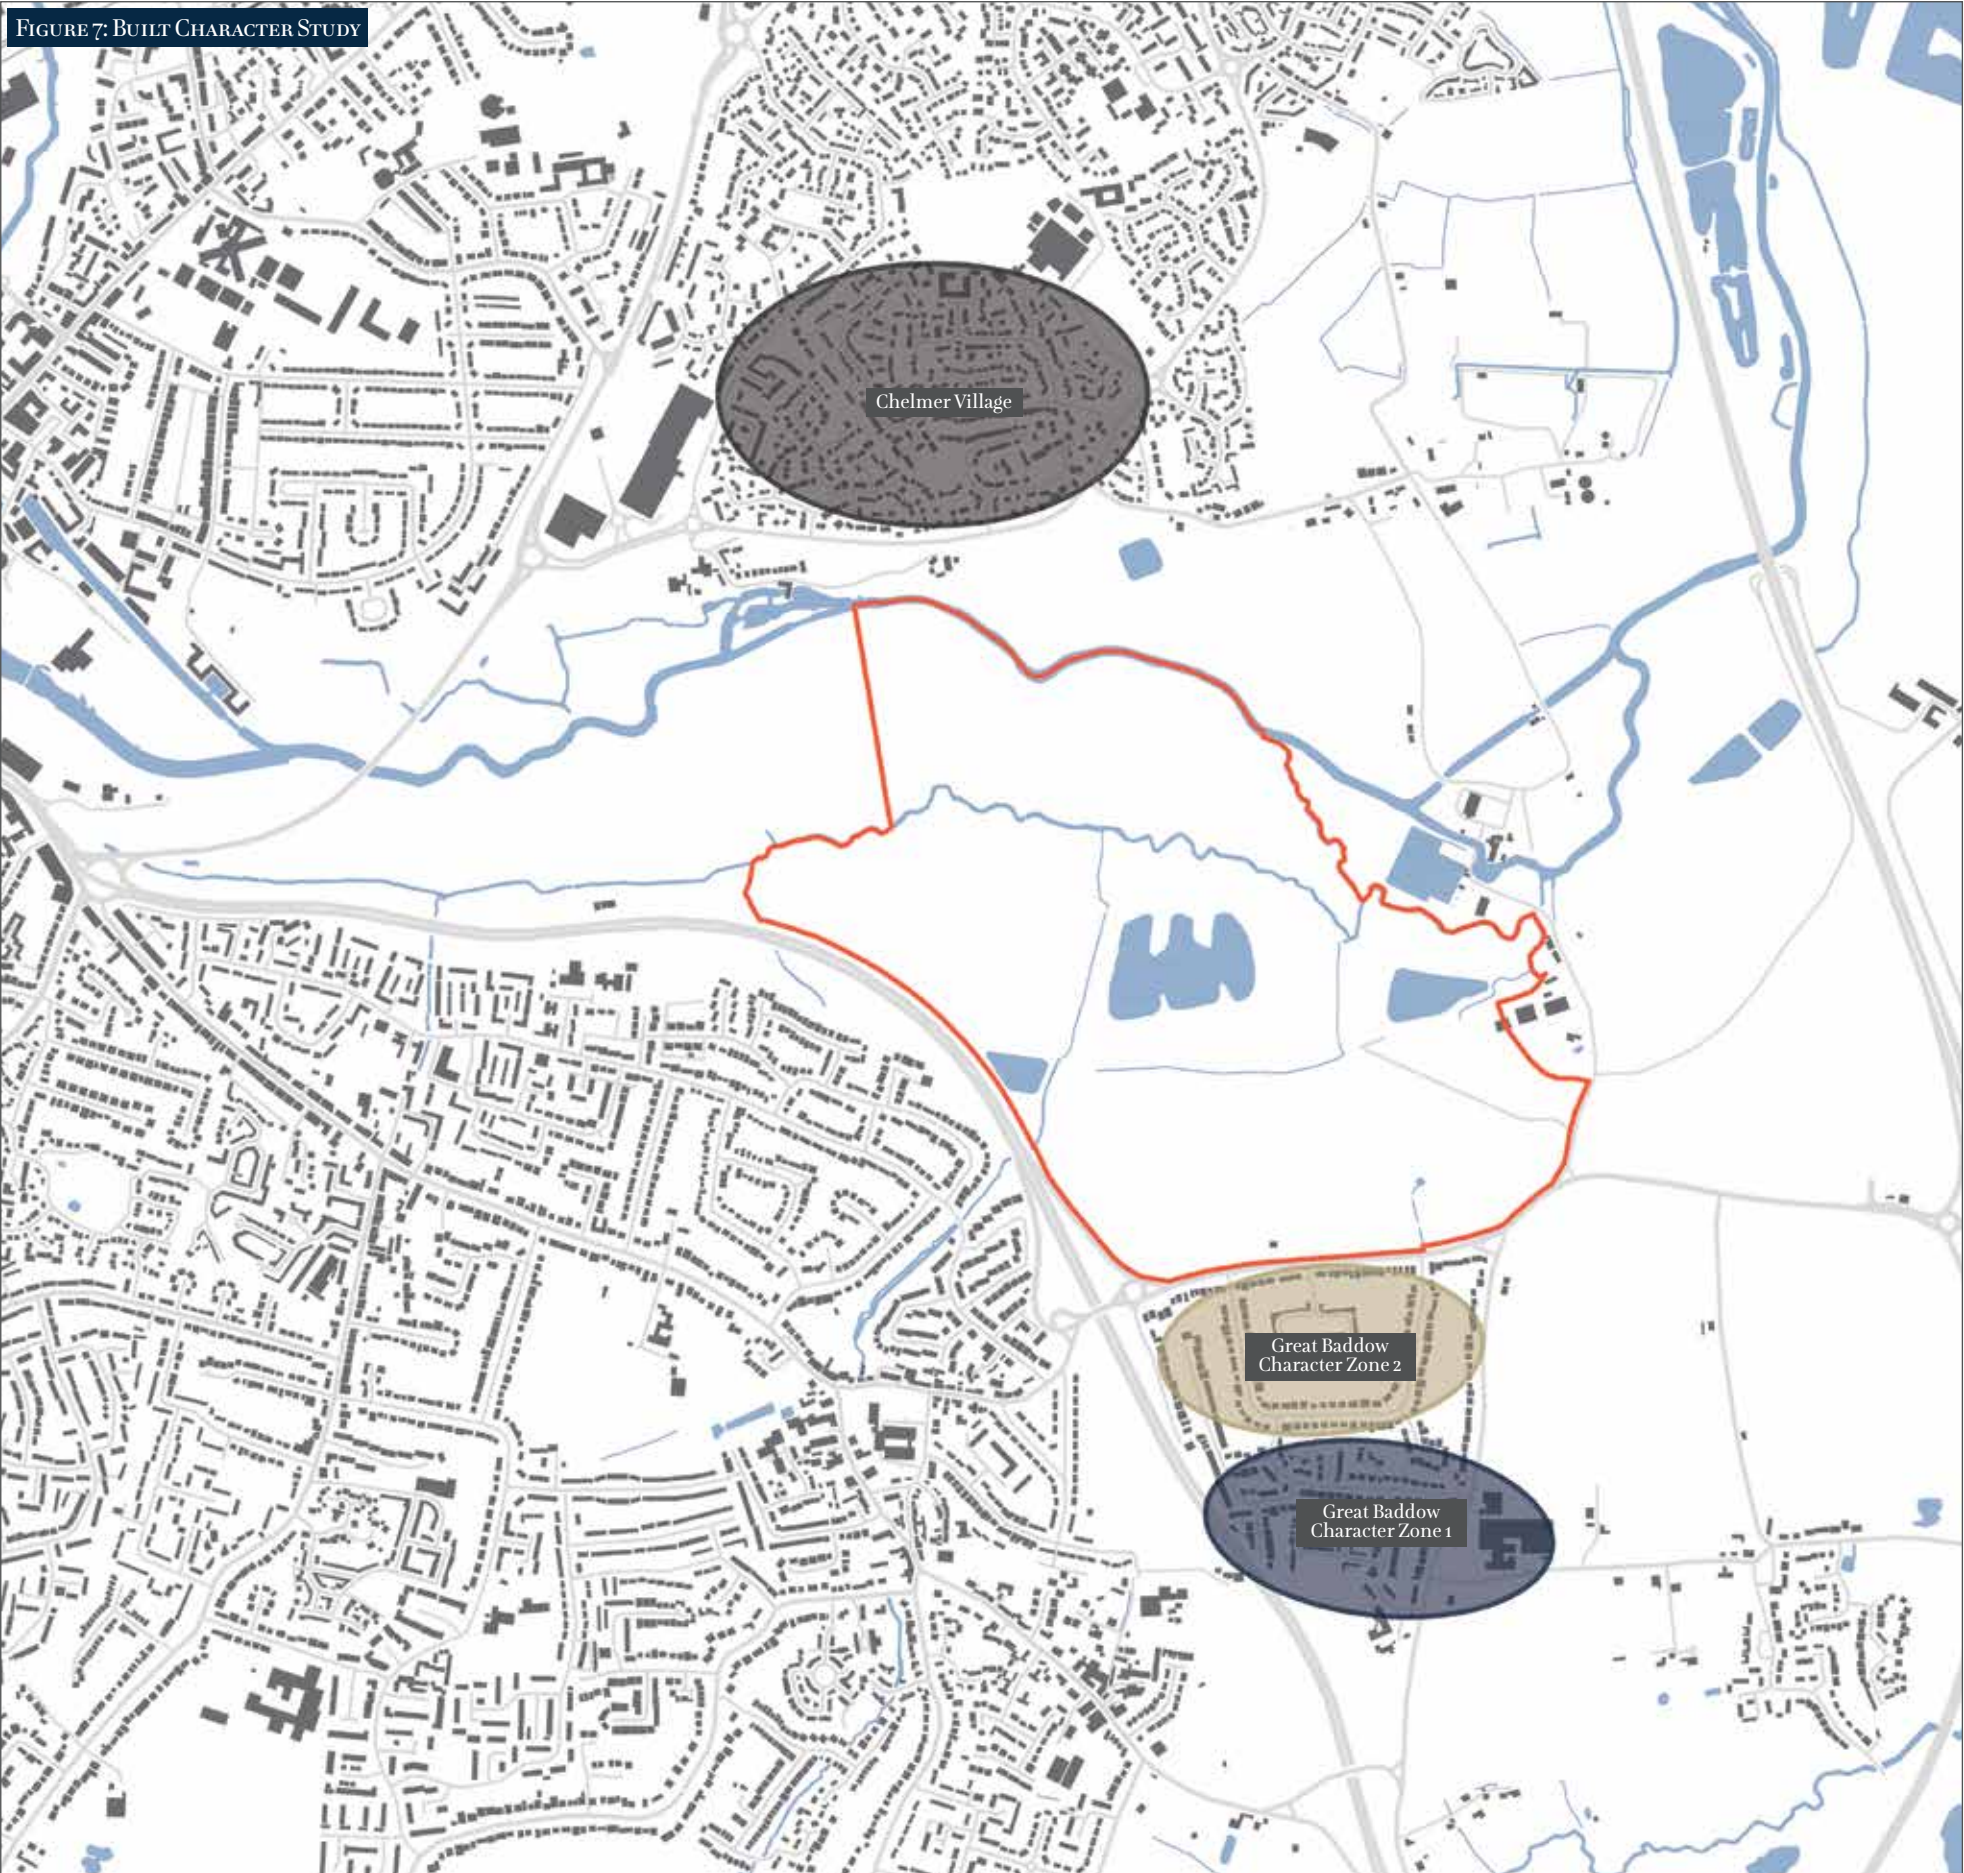 Figure 7: Built Character Study
Chelmer Village
Great Baddow
Character Zone 2
Great Baddow
Character Zone 1